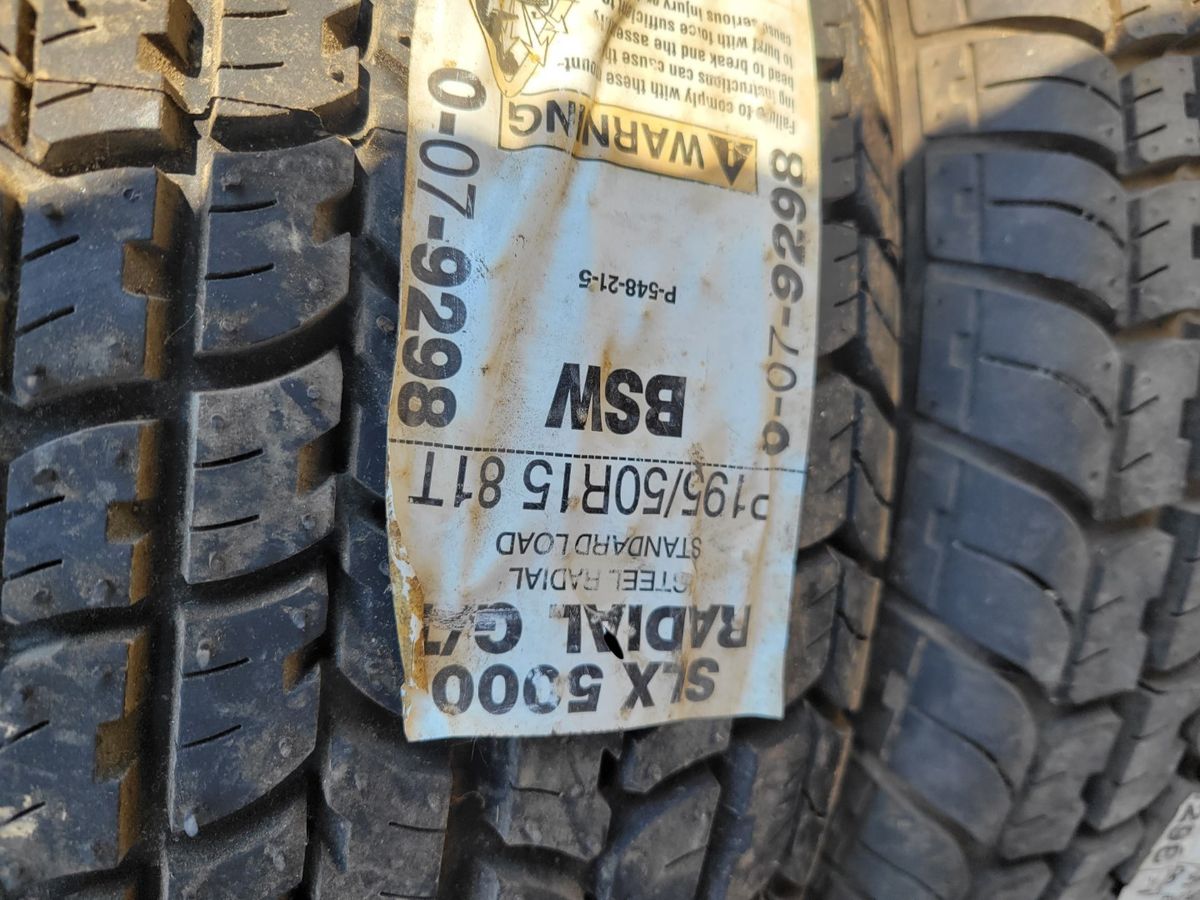 SLX 5000
RADIAL G/T
STEEL RADIAL
STANDARD LOAD
P195/50R15 81T
BSW
P-548-21-5
0-07-9298
0-07-9298
WARNING
Failure to comply with these mount-
ing instructions can cause the
bead to break and the asse
to burst with force sufficient to
cause serious injury